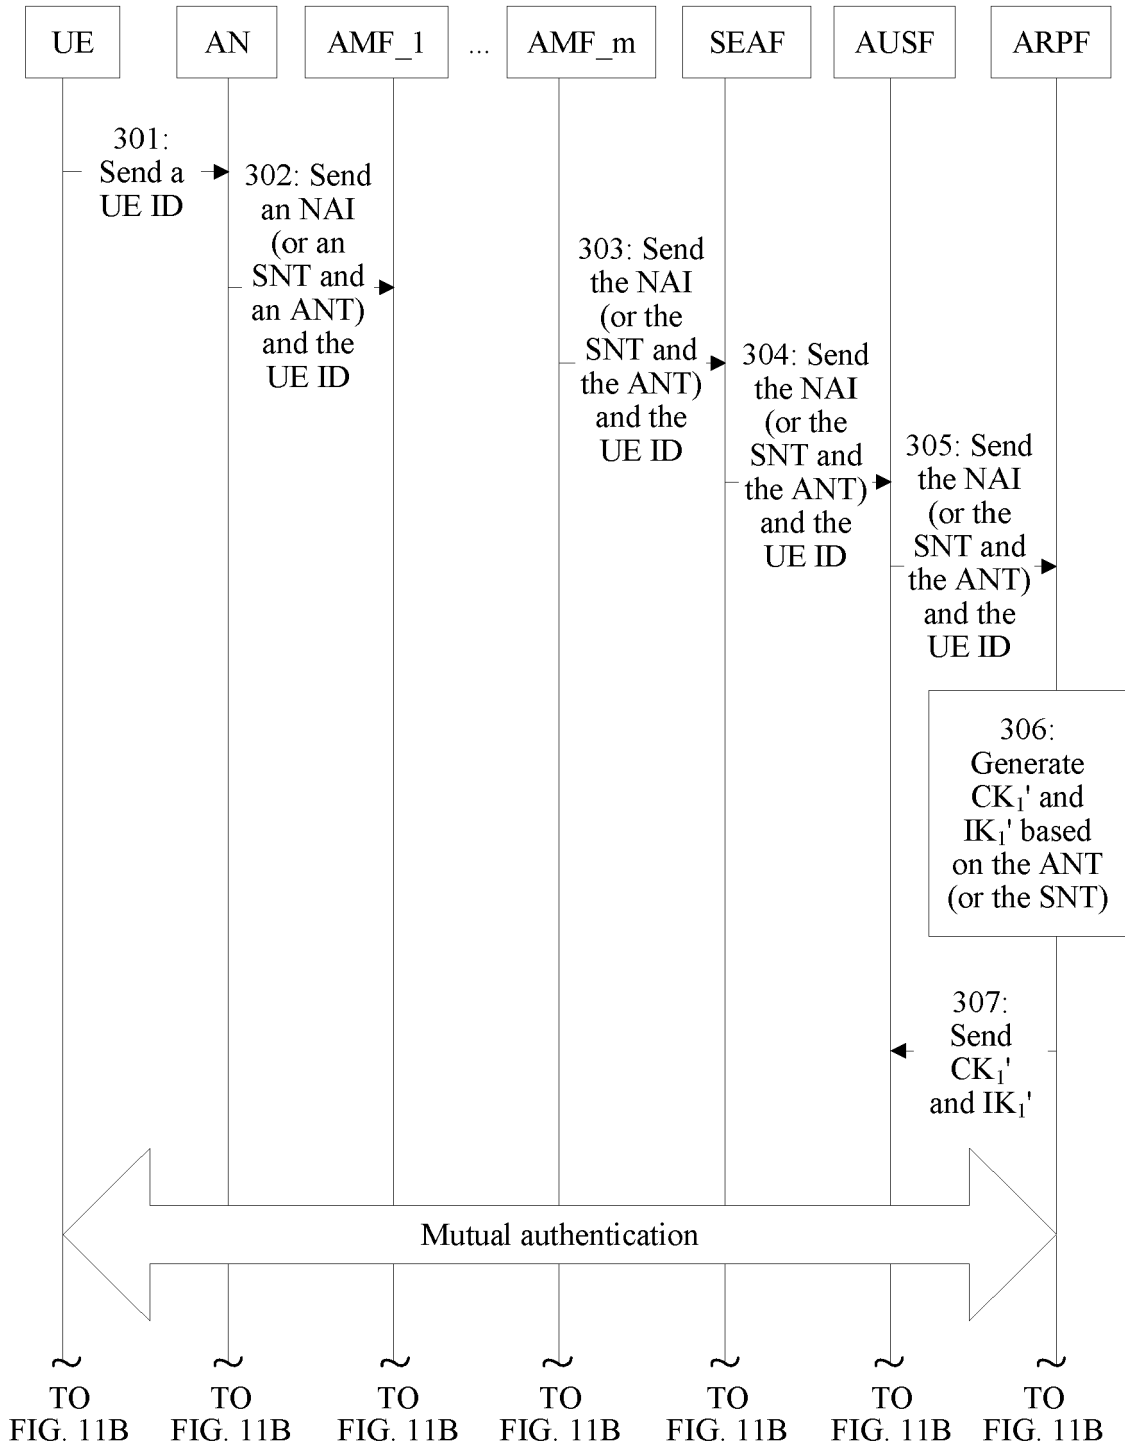 UE
AN
AMF_1
...
AMF_m
SEAF
AUSF
ARPF
301:
Send a
UE ID
302: Send
an NAI
(or an
SNT and
an ANT)
and the
UE ID
303: Send
the NAI
(or the
SNT and
the ANT)
and the
UE ID
304: Send
the NAI
(or the
SNT and
the ANT)
and the
UE ID
305: Send
the NAI
(or the
SNT and
the ANT)
and the
UE ID
306:
Generate
CK₁' and
IK₁' based
on the ANT
(or the SNT)
307:
Send
CK₁'
and IK₁'
Mutual authentication
TO
FIG. 11B
TO
FIG. 11B
TO
FIG. 11B
TO
FIG. 11B
TO
FIG. 11B
TO
FIG. 11B
TO
FIG. 11B